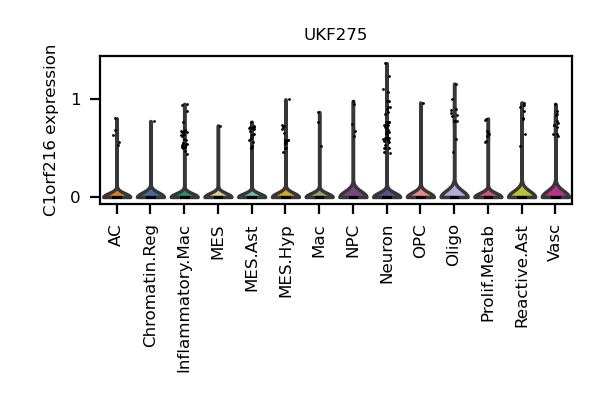 UKF275
C1orf216 expression
1
0
AC
Chromatin.Reg
Inflammatory.Mac
MES
MES.Ast
MES.Hyp
Mac
NPC
Neuron
OPC
Oligo
Prolif.Metab
Reactive.Ast
Vasc